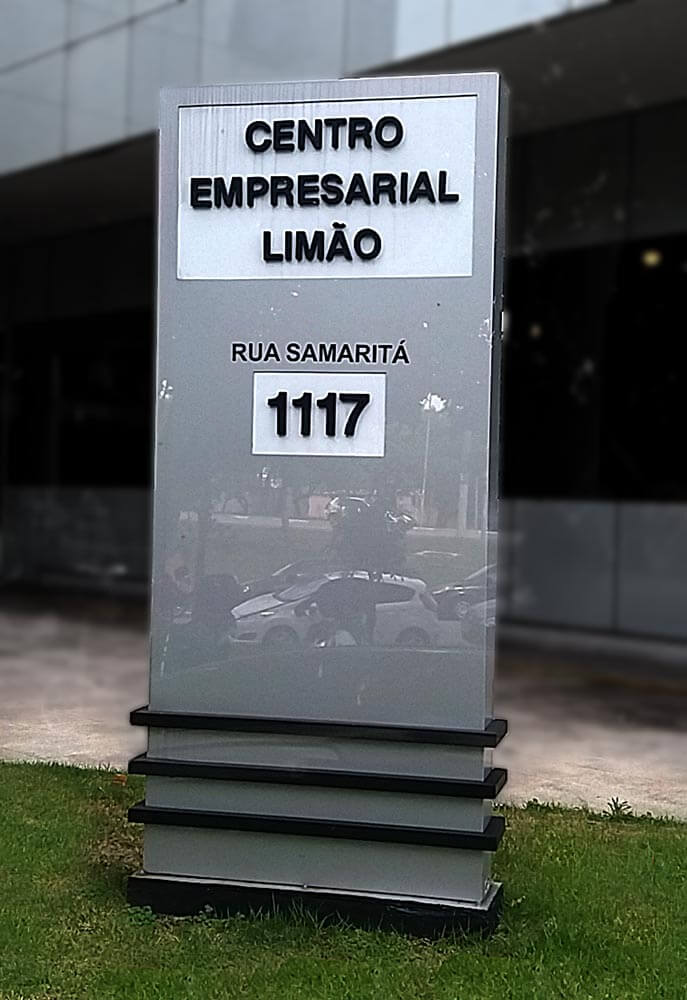 CENTRO
EMPRESARIAL
LIMÃO
RUA SAMARITÁ
1117